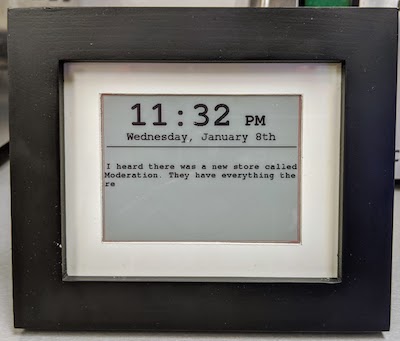 11:32 PM
Wednesday, January 8th
I heard there was a new store called
Moderation. They have everything the
re